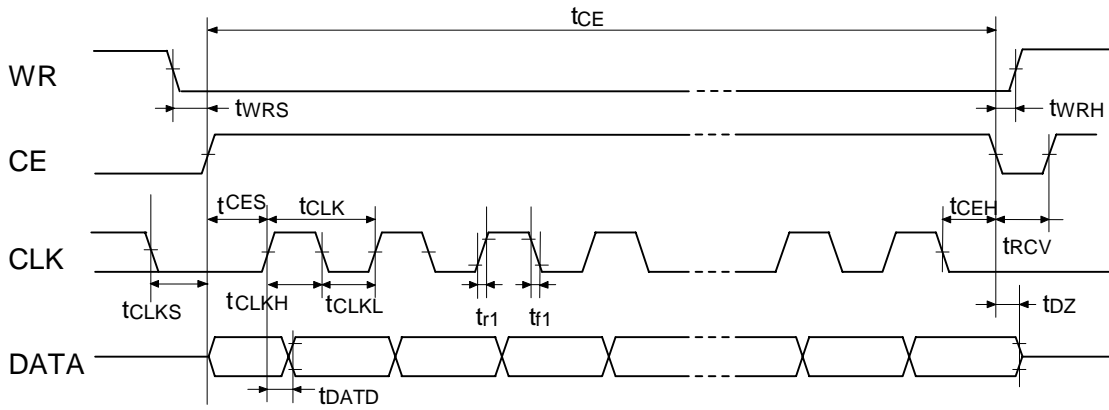 tCE
WR
tWRS
tWRH
CE
tCES
tCLK
tCEH
CLK
tRCV
tCLKS
tCLKH
tCLKL
tr1
tf1
tDZ
DATA
tDATD